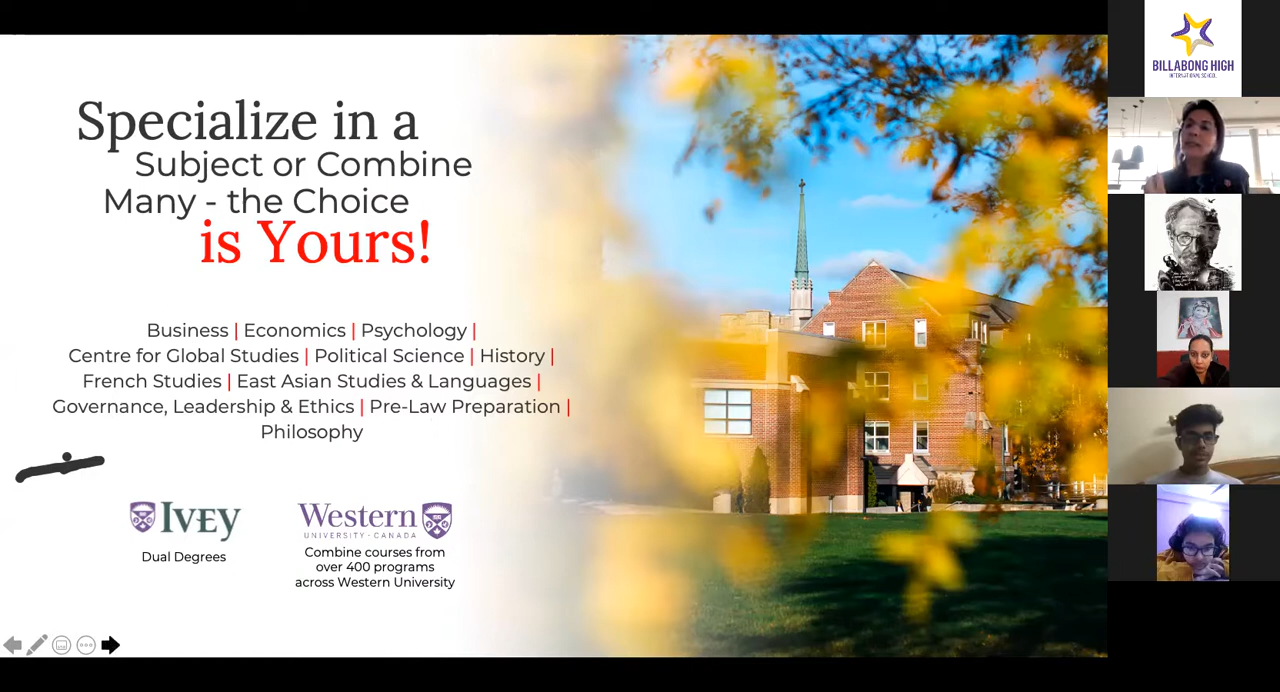 Specialize in a
Subject or Combine
Many - the Choice
is Yours!
Business | Economics | Psychology |
Centre for Global Studies | Political Science | History |
French Studies | East Asian Studies & Languages |
Governance, Leadership & Ethics | Pre-Law Preparation |
Philosophy
IVEY
Dual Degrees
Western
UNIVERSITY · CANADA
Combine courses from
over 400 programs
across Western University
BILLABONG HIGH
INTERNATIONAL SCHOOL